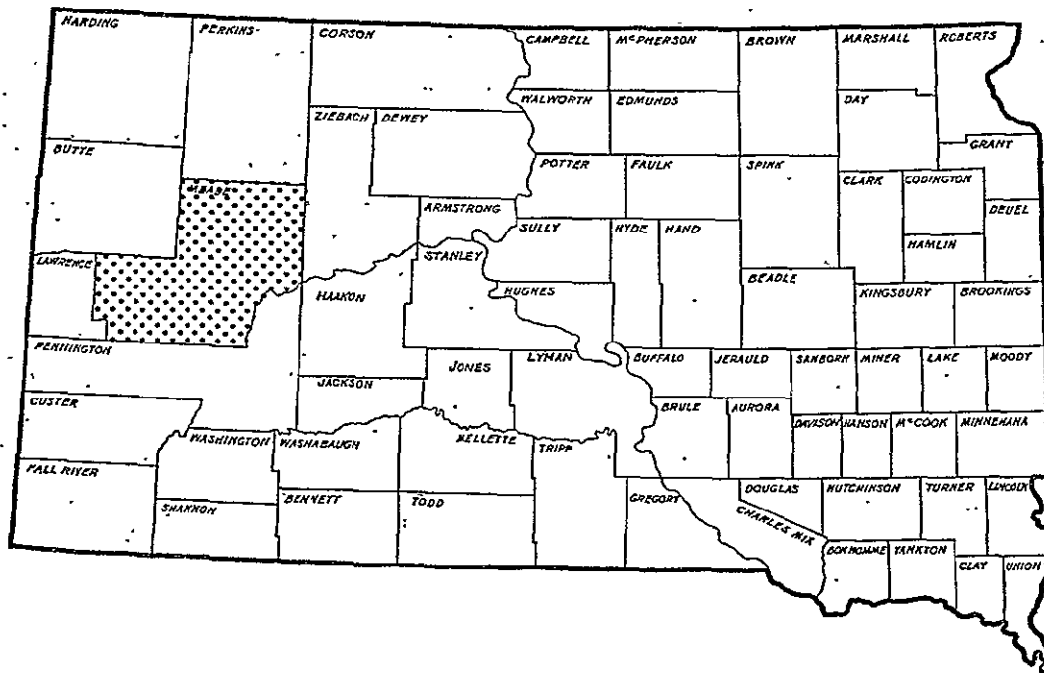 HARDING
PERKINS
CORSON
CAMPBELL
McPHERSON
BROWN
MARSHALL
ROBERTS
WALWORTH
EDMUNDS
DAY
ZIEBACH
DEWEY
BUTTE
GRANT
POTTER
FAULK
SPINK
CLARK
CODINGTON
MEADE
ARMSTRONG
DEUEL
SULLY
HYDE
HAND
HAMLIN
LAWRENCE
STANLEY
BEADLE
HAAKON
HUGHES
KINGSBURY
BROOKINGS
PENNINGTON
JONES
LYMAN
BUFFALO
JERAULD
SANBORN
MINER
LAKE
MOODY
JACKSON
CUSTER
BRULE
AURORA
DAVISON
HANSON
McCOOK
MINNEHAHA
WASHINGTON
WASHABAUGH
MELLETTE
TRIPP
FALL RIVER
SHANNON
BENNETT
TODD
GREGORY
DOUGLAS
HUTCHINSON
TURNER
LINCOLN
CHARLES MIX
BON HOMME
YANKTON
CLAY
UNION